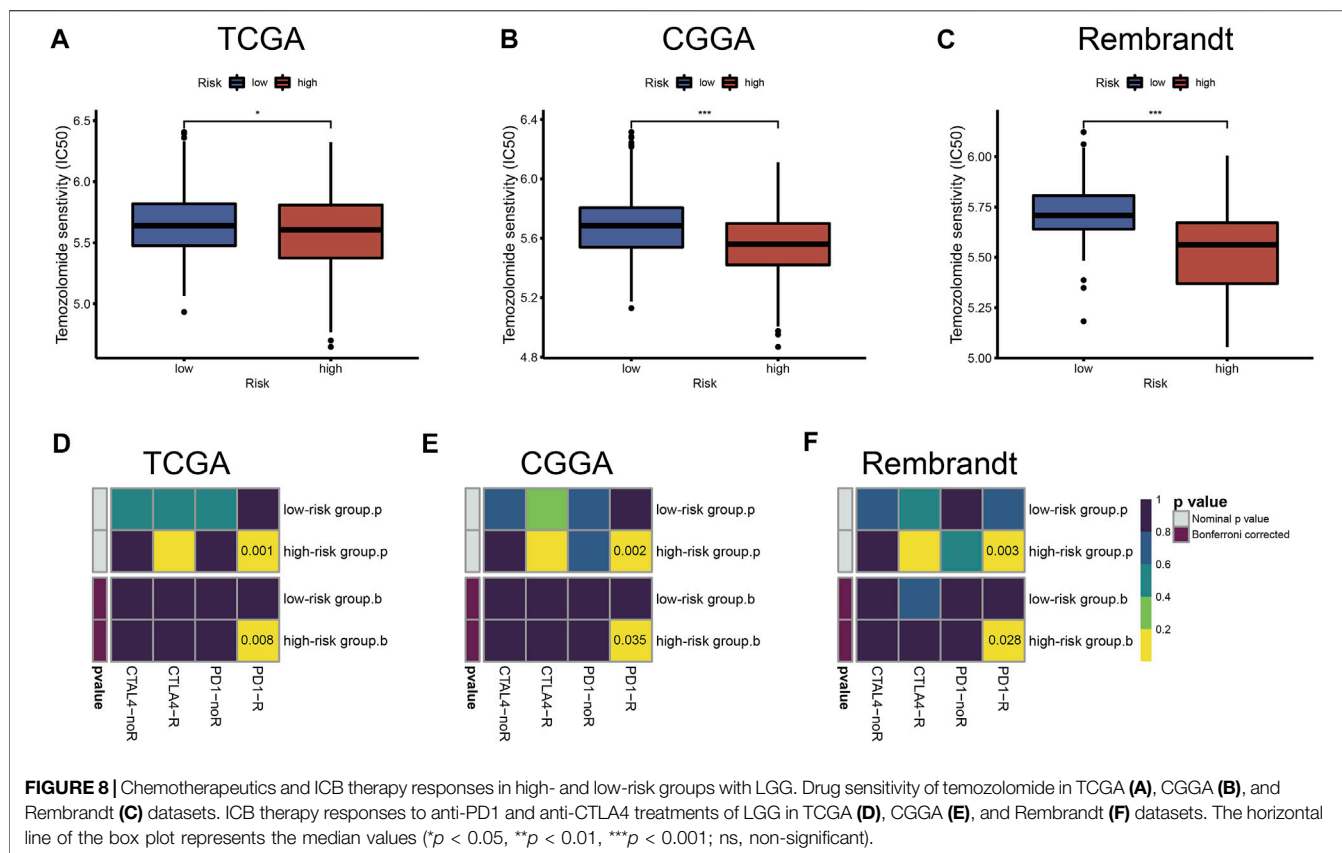 A
TCGA
Risk low high
Temozolomide senstivity (IC50)
6.5
6.0
5.5
5.0
*
low
high
Risk
B
CGGA
Risk low high
Temozolomide senstivity (IC50)
6.4
6.0
5.6
5.2
4.8
***
low
high
Risk
C
Rembrandt
Risk low high
Temozolomide senstivity (IC50)
6.00
5.75
5.50
5.25
5.00
***
low
high
Risk
D
TCGA
low-risk group.p
0.001
high-risk group.p
low-risk group.b
0.008
high-risk group.b
pvalue
CTAL4-noR
CTLA4-R
PD1-noR
PD1-R
E
CGGA
low-risk group.p
0.002
high-risk group.p
low-risk group.b
0.035
high-risk group.b
pvalue
CTAL4-noR
CTLA4-R
PD1-noR
PD1-R
F
Rembrandt
low-risk group.p
0.003
high-risk group.p
low-risk group.b
0.028
high-risk group.b
pvalue
CTAL4-noR
CTLA4-R
PD1-noR
PD1-R
1
0.8
0.6
0.4
0.2
p value
Nominal p value
Bonferroni corrected
FIGURE 8 | Chemotherapeutics and ICB therapy responses in high- and low-risk groups with LGG. Drug sensitivity of temozolomide in TCGA (A), CGGA (B), and
Rembrandt (C) datasets. ICB therapy responses to anti-PD1 and anti-CTLA4 treatments of LGG in TCGA (D), CGGA (E), and Rembrandt (F) datasets. The horizontal
line of the box plot represents the median values (*p < 0.05, **p < 0.01, ***p < 0.001; ns, non-significant).